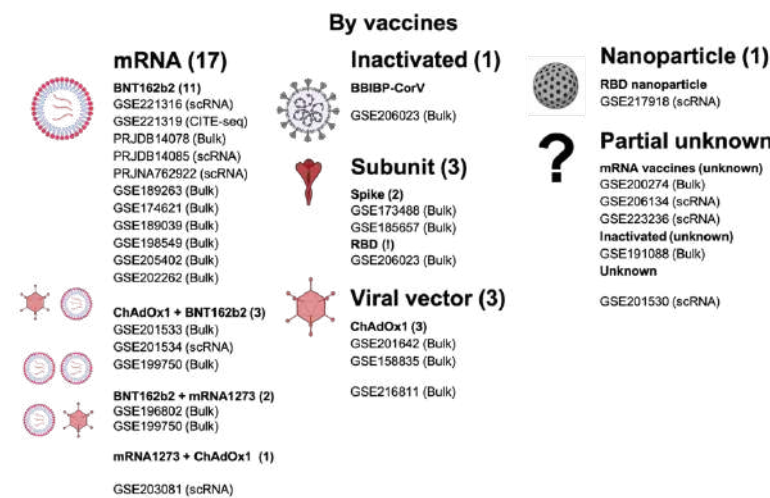 By vaccines
mRNA (17)
BNT162b2 (11)
GSE221316 (scRNA)
GSE221319 (CITE-seq)
PRJDB14078 (Bulk)
PRJDB14085 (scRNA)
PRJNA762922 (scRNA)
GSE189263 (Bulk)
GSE174621 (Bulk)
GSE189039 (Bulk)
GSE198549 (Bulk)
GSE205402 (Bulk)
GSE202262 (Bulk)
ChAdOx1 + BNT162b2 (3)
GSE201533 (Bulk)
GSE201534 (scRNA)
GSE199750 (Bulk)
BNT162b2 + mRNA1273 (2)
GSE196802 (Bulk)
GSE199750 (Bulk)
mRNA1273 + ChAdOx1 (1)
GSE203081 (scRNA)
Inactivated (1)
BBIBP-CorV
GSE206023 (Bulk)
Subunit (3)
Spike (2)
GSE173488 (Bulk)
GSE185657 (Bulk)
RBD (!)
GSE206023 (Bulk)
Viral vector (3)
ChAdOx1 (3)
GSE201642 (Bulk)
GSE158835 (Bulk)
GSE216811 (Bulk)
Nanoparticle (1)
RBD nanoparticle
GSE217918 (scRNA)
?
Partial unknown
mRNA vaccines (unknown)
GSE200274 (Bulk)
GSE206134 (scRNA)
GSE223236 (scRNA)
Inactivated (unknown)
GSE191088 (Bulk)
Unknown
GSE201530 (scRNA)